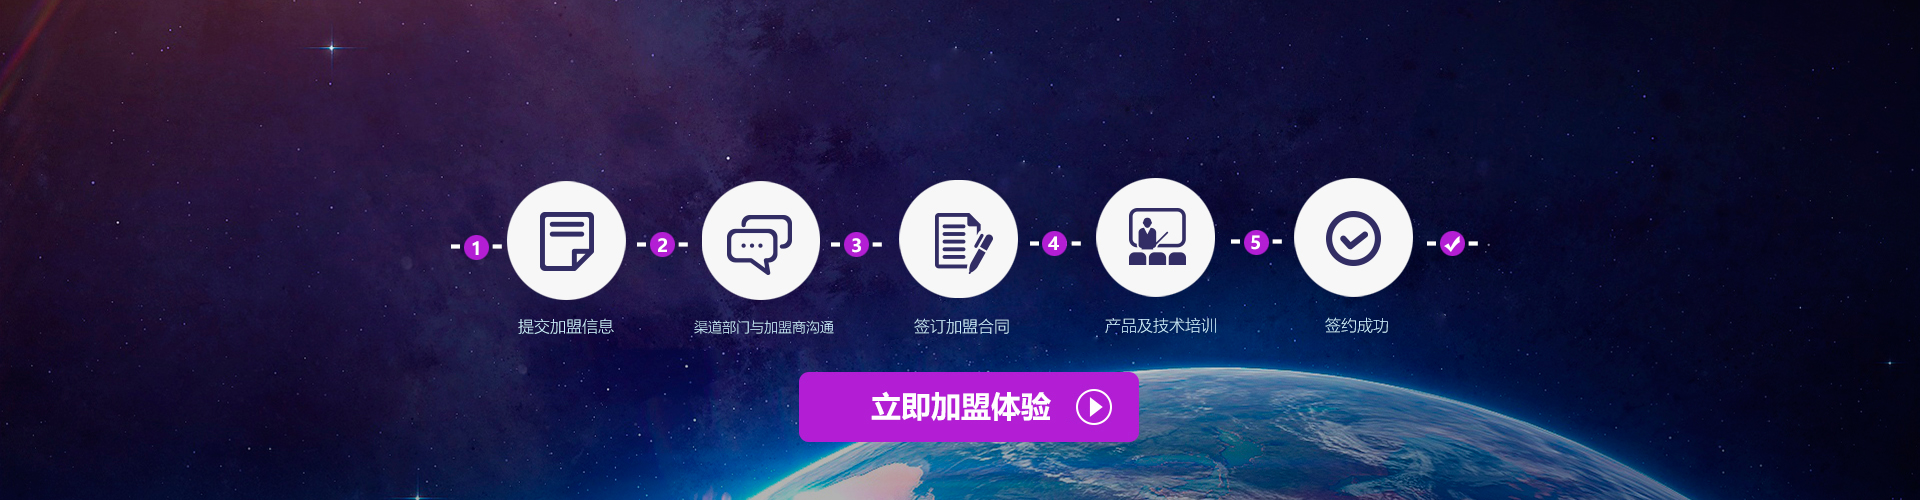 1
2
3
4
5
提交加盟信息
渠道部门与加盟商沟通
签订加盟合同
产品及技术培训
签约成功
立即加盟体验